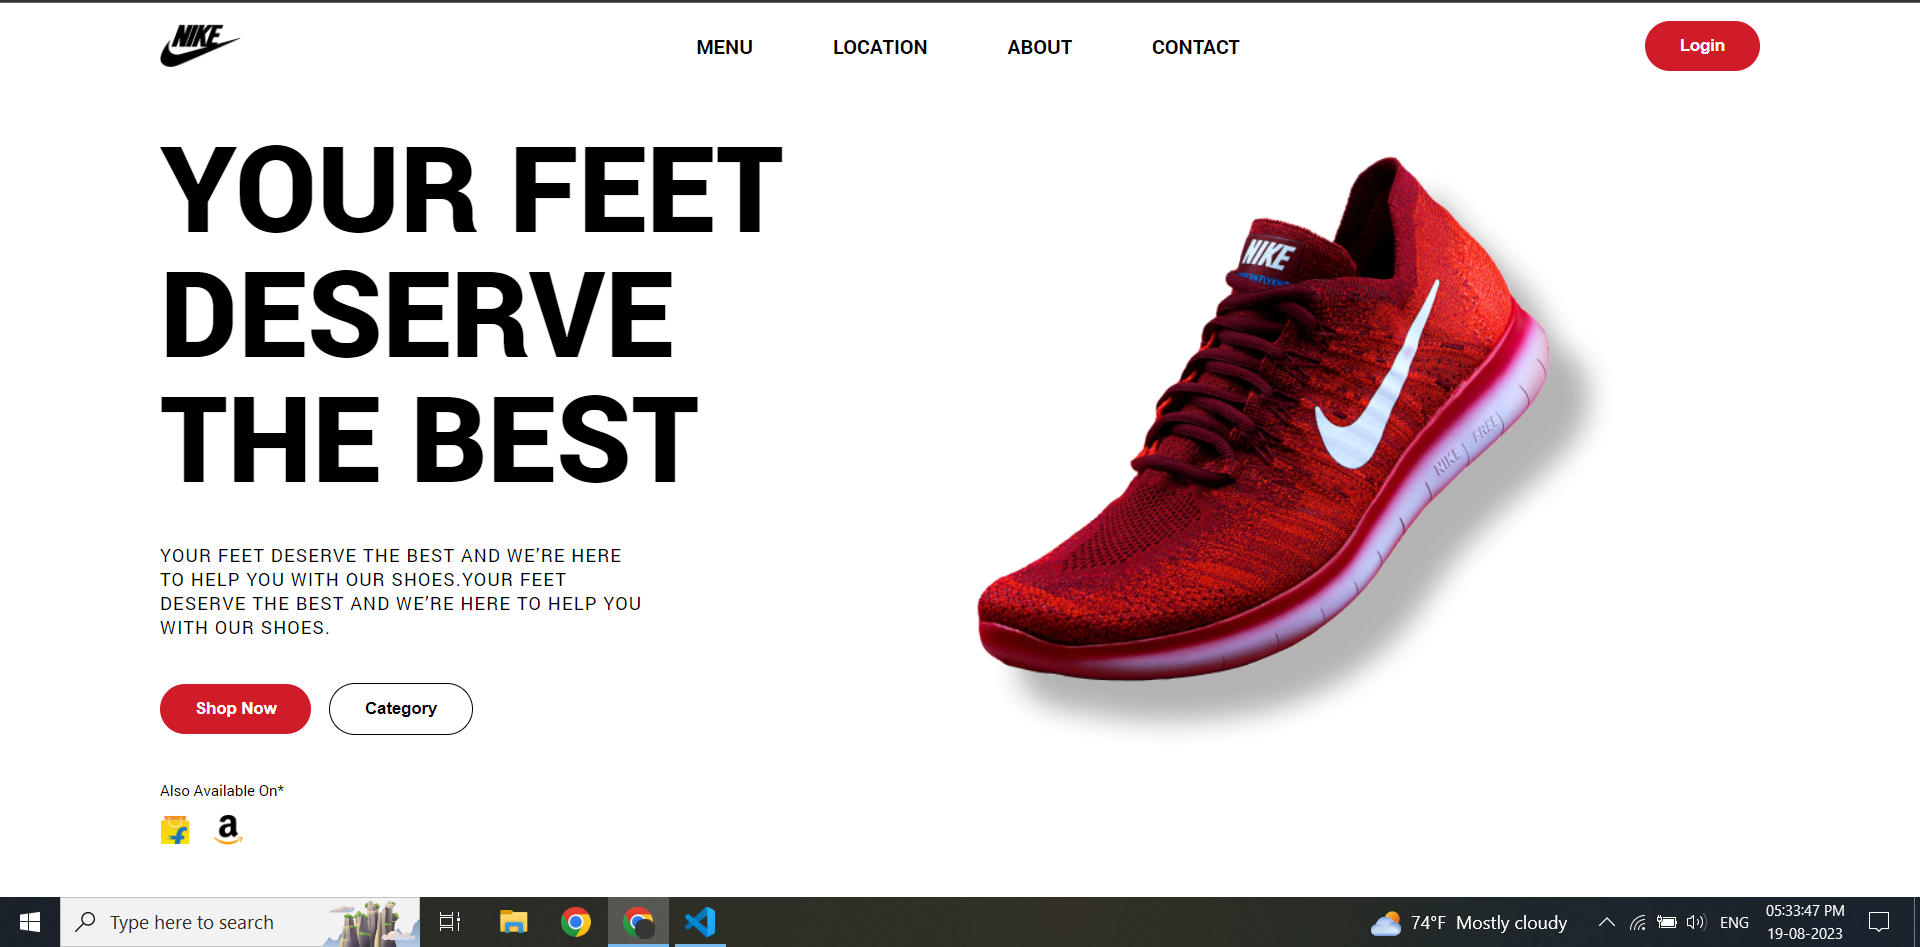 NIKE
MENU LOCATION ABOUT CONTACT
Login
YOUR FEET
DESERVE
THE BEST
NIKE
NIKE FREE
YOUR FEET DESERVE THE BEST AND WE’RE HERE
TO HELP YOU WITH OUR SHOES.YOUR FEET
DESERVE THE BEST AND WE’RE HERE TO HELP YOU
WITH OUR SHOES.
Shop Now Category
Also Available On*
Type here to search
74°F Mostly cloudy
ENG
05:33:47 PM
19-08-2023